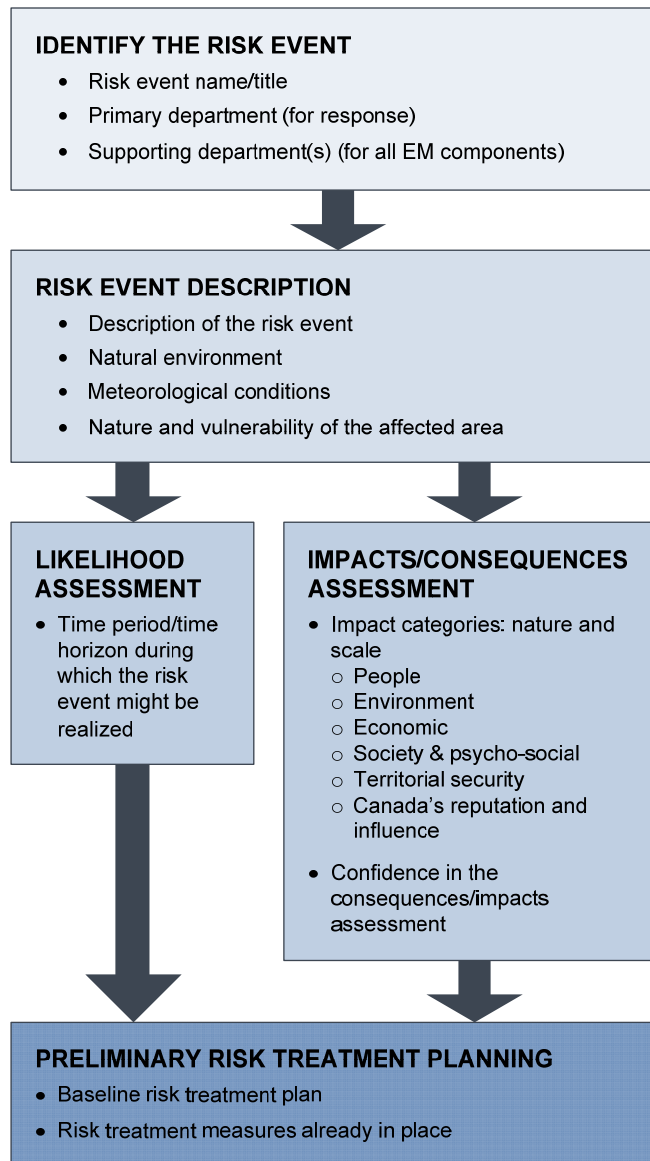 IDENTIFY THE RISK EVENT
• Risk event name/title
• Primary department (for response)
• Supporting department(s) (for all EM components)
RISK EVENT DESCRIPTION
• Description of the risk event
• Natural environment
• Meteorological conditions
• Nature and vulnerability of the affected area
LIKELIHOOD
ASSESSMENT
• Time period/time
horizon during
which the risk
event might be
realized
IMPACTS/CONSEQUENCES
ASSESSMENT
• Impact categories: nature and
scale
o People
o Environment
o Economic
o Society & psycho-social
o Territorial security
o Canada's reputation and
influence
• Confidence in the
consequences/impacts
assessment
PRELIMINARY RISK TREATMENT PLANNING
• Baseline risk treatment plan
• Risk treatment measures already in place